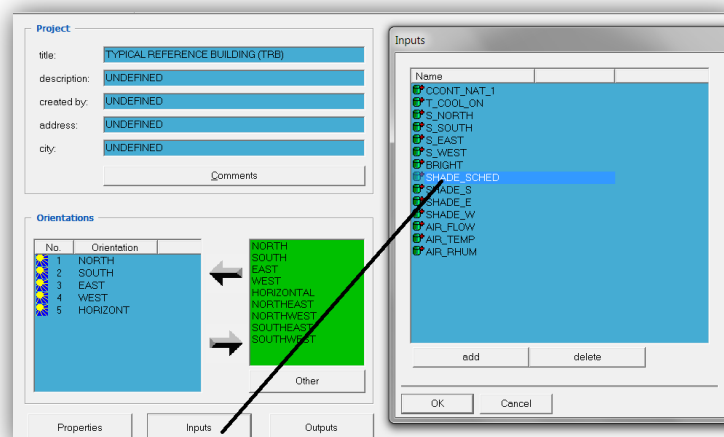 Project
title: TYPICAL REFERENCE BUILDING (TRB)
description: UNDEFINED
created by: UNDEFINED
address: UNDEFINED
city: UNDEFINED
Comments
Orientations
No. Orientation
1 NORTH
2 SOUTH
3 EAST
4 WEST
5 HORIZONT
NORTH
SOUTH
EAST
WEST
HORIZONTAL
NORTHEAST
NORTHWEST
SOUTHEAST
SOUTHWEST
Other
Properties
Inputs
Outputs
Inputs
Name
CCONT_NAT_1
T_COOL_ON
S_NORTH
S_SOUTH
S_EAST
S_WEST
BRIGHT
SHADE_SCHED
SHADE_S
SHADE_E
SHADE_W
AIR_FLOW
AIR_TEMP
AIR_RHUM
add
delete
OK
Cancel